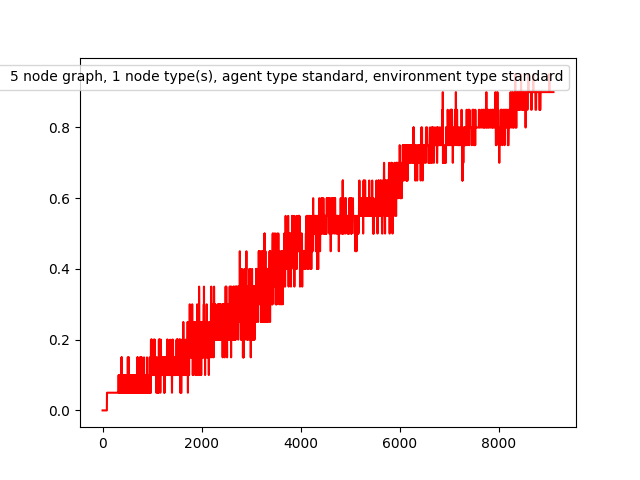 5 node graph, 1 node type(s), agent type standard, environment type standard
0.8
0.6
0.4
0.2
0.0
0 2000 4000 6000 8000